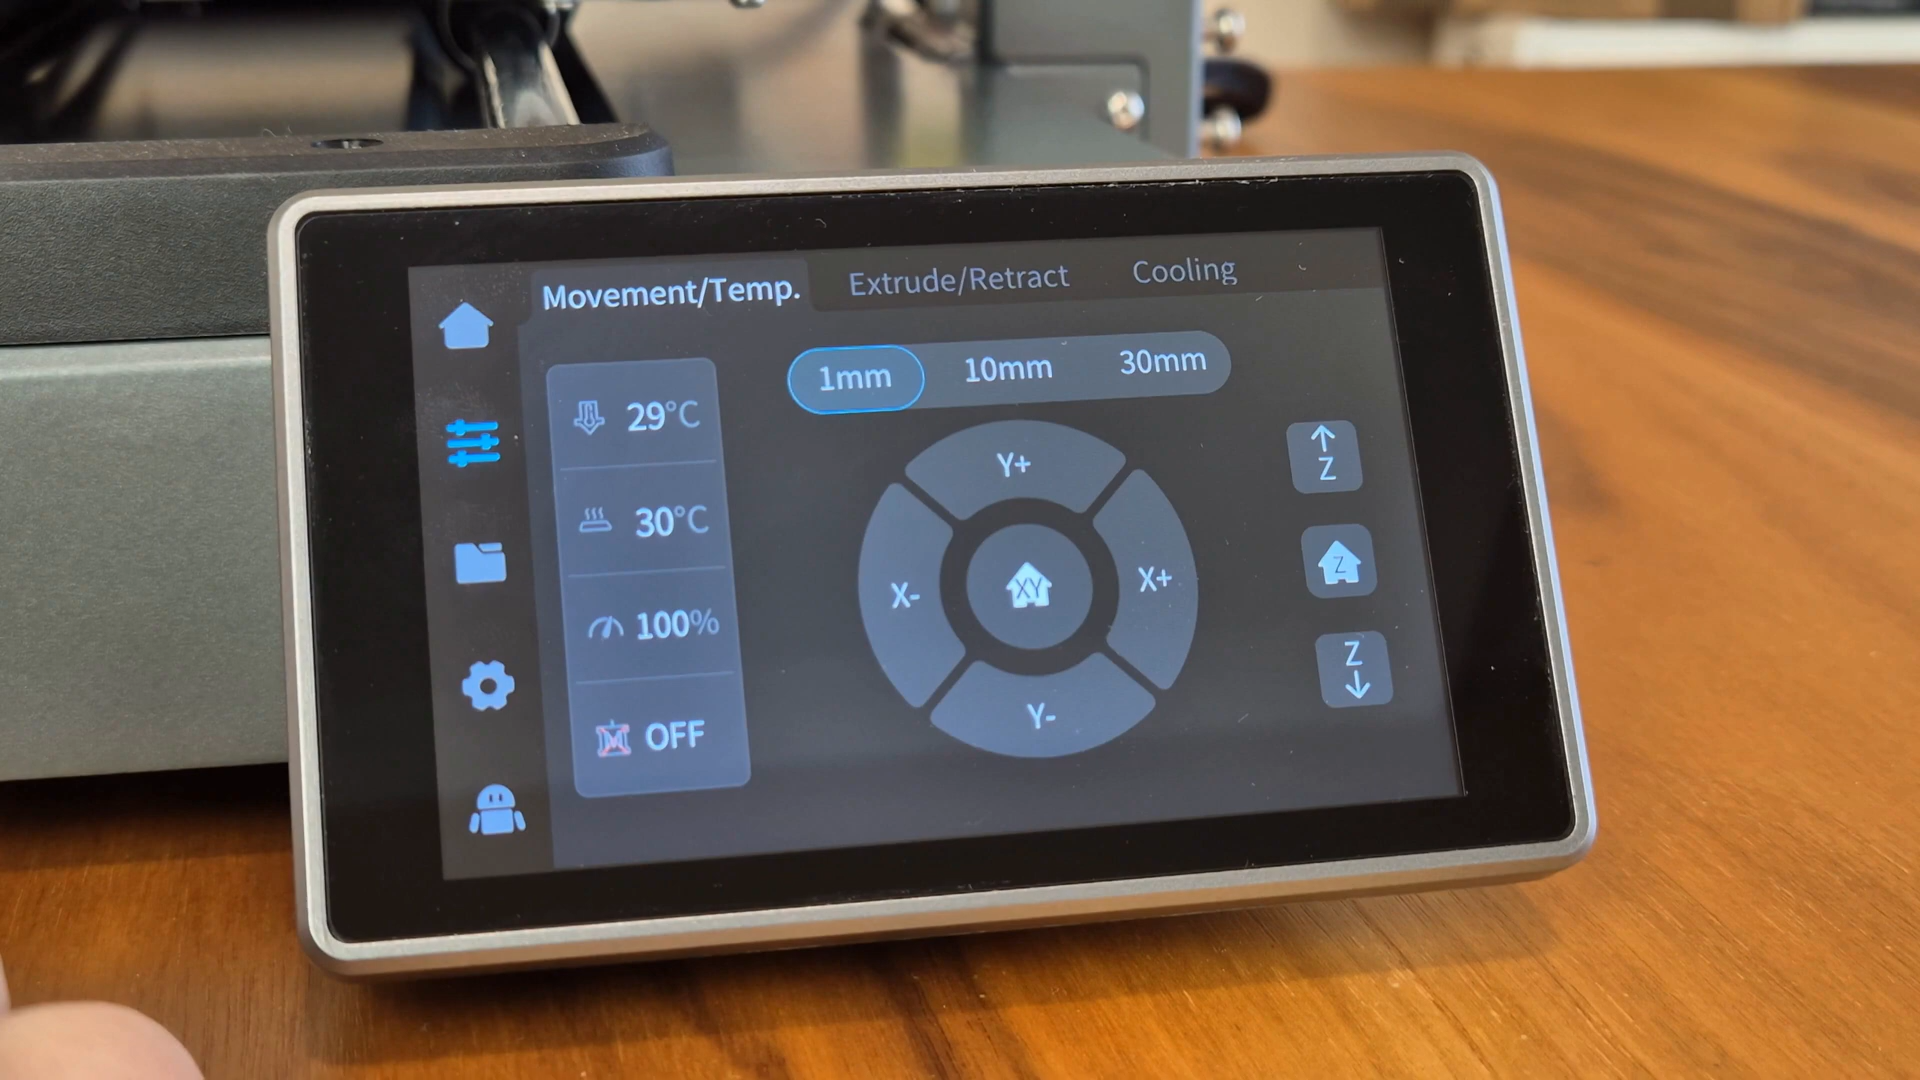 Movement/Temp. Extrude/Retract Cooling
1mm 10mm 30mm
29°C
30°C
100%
OFF
Y+
X-
XY
X+
Y-
Z
Z
Z